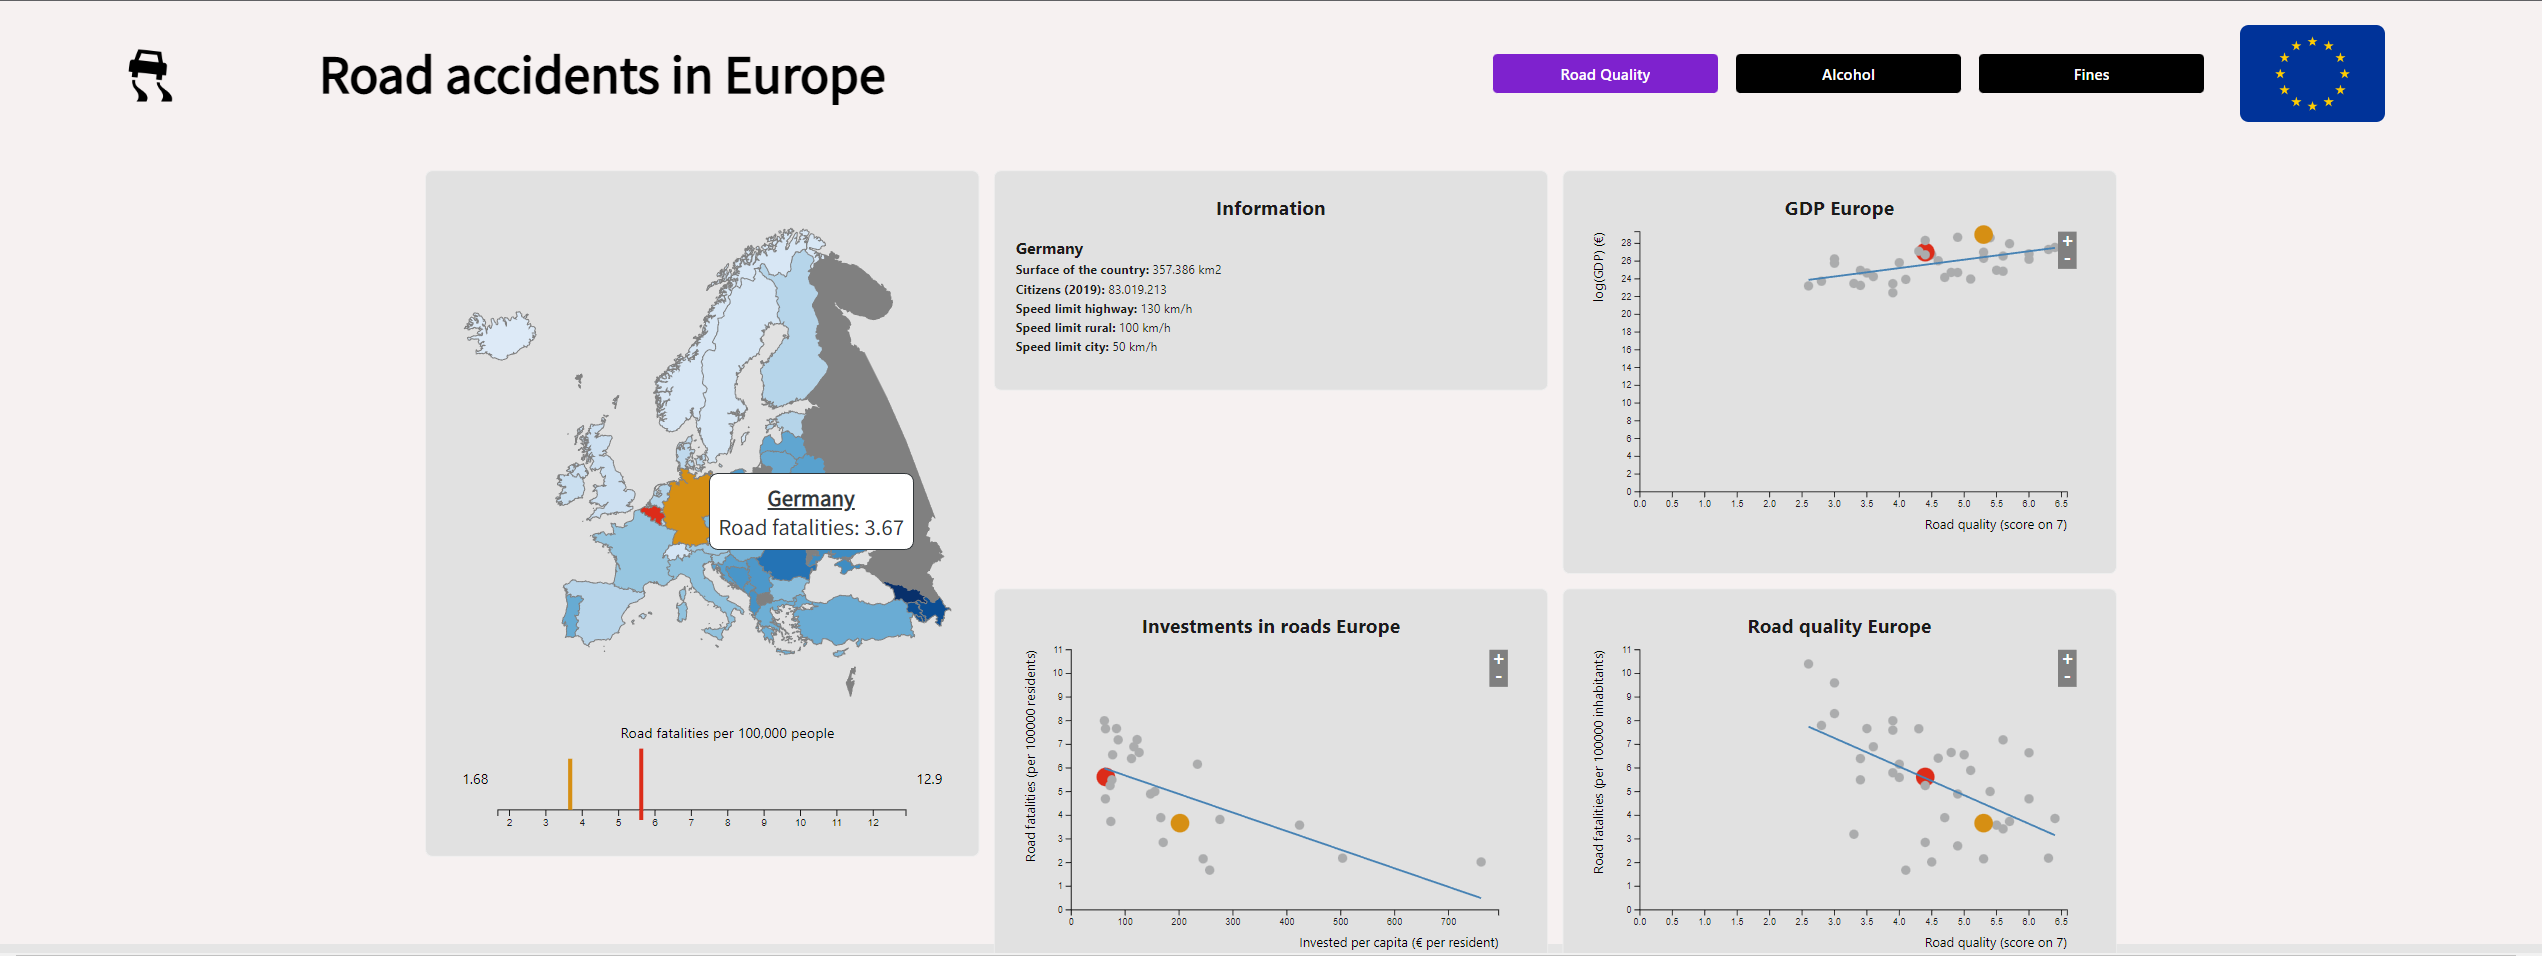 Road accidents in Europe
Road Quality
Alcohol
Fines
Germany
Road fatalities: 3.67
Road fatalities per 100,000 people
1.68
12.9
2 3 4 5 6 7 8 9 10 11 12
Information
Germany
Surface of the country: 357.386 km2
Citizens (2019): 83.019.213
Speed limit highway: 130 km/h
Speed limit rural: 100 km/h
Speed limit city: 50 km/h
GDP Europe
log(GDP) (€)
28
26
24
22
20
18
16
14
12
10
8
6
4
2
0
0.0 0.5 1.0 1.5 2.0 2.5 3.0 3.5 4.0 4.5 5.0 5.5 6.0 6.5
Road quality (score on 7)
+
-
Investments in roads Europe
Road fatalities (per 100000 residents)
11
10
9
8
7
6
5
4
3
2
1
0
0 100 200 300 400 500 600 700
Invested per capita (€ per resident)
+
-
Road quality Europe
Road fatalities (per 100000 inhabitants)
11
10
9
8
7
6
5
4
3
2
1
0
0.0 0.5 1.0 1.5 2.0 2.5 3.0 3.5 4.0 4.5 5.0 5.5 6.0 6.5
Road quality (score on 7)
+
-